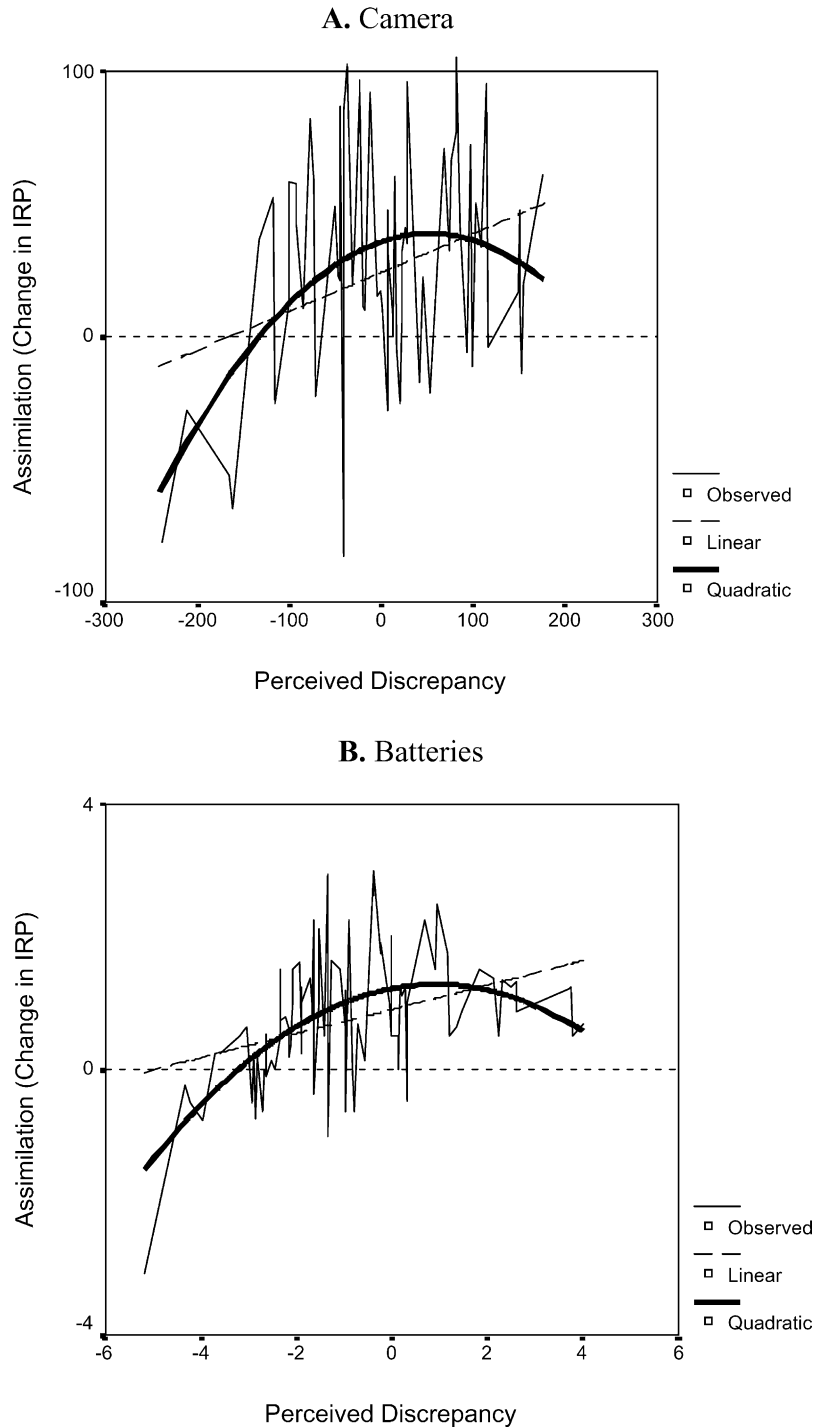 A. Camera
100
0
-100
Assimilation (Change in IRP)
-300 -200 -100 0 100 200 300
Perceived Discrepancy
Observed
Linear
Quadratic
B. Batteries
4
0
-4
Assimilation (Change in IRP)
-6 -4 -2 0 2 4 6
Perceived Discrepancy
Observed
Linear
Quadratic